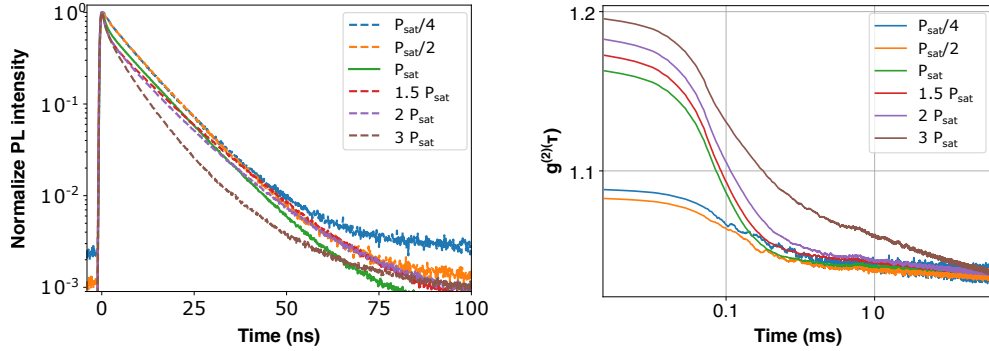 Normalize PL intensity
10⁰
10⁻¹
10⁻²
10⁻³
0
25
50
75
100
Time (ns)
P_sat/4
P_sat/2
P_sat
1.5 P_sat
2 P_sat
3 P_sat
g⁽²⁾⁽τ⁾
1.2
1.1
0.1
10
Time (ms)
P_sat/4
P_sat/2
P_sat
1.5 P_sat
2 P_sat
3 P_sat